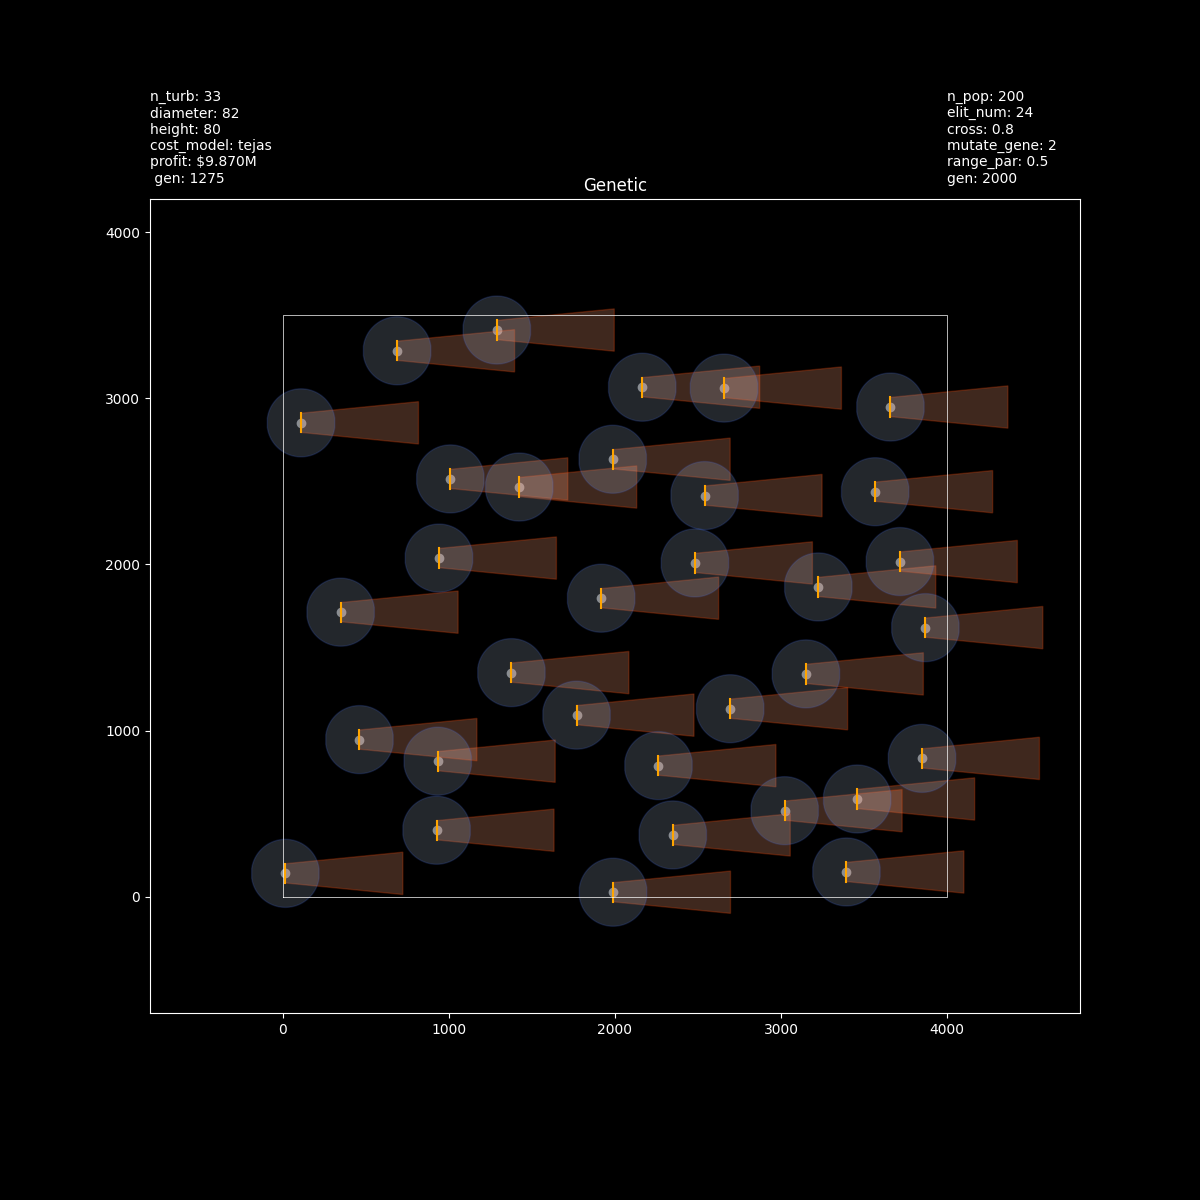 n_turb: 33
diameter: 82
height: 80
cost_model: tejas
profit: $9.870M
gen: 1275
n_pop: 200
elit_num: 24
cross: 0.8
mutate_gene: 2
range_par: 0.5
gen: 2000
Genetic
4000
3000
2000
1000
0
0
1000
2000
3000
4000